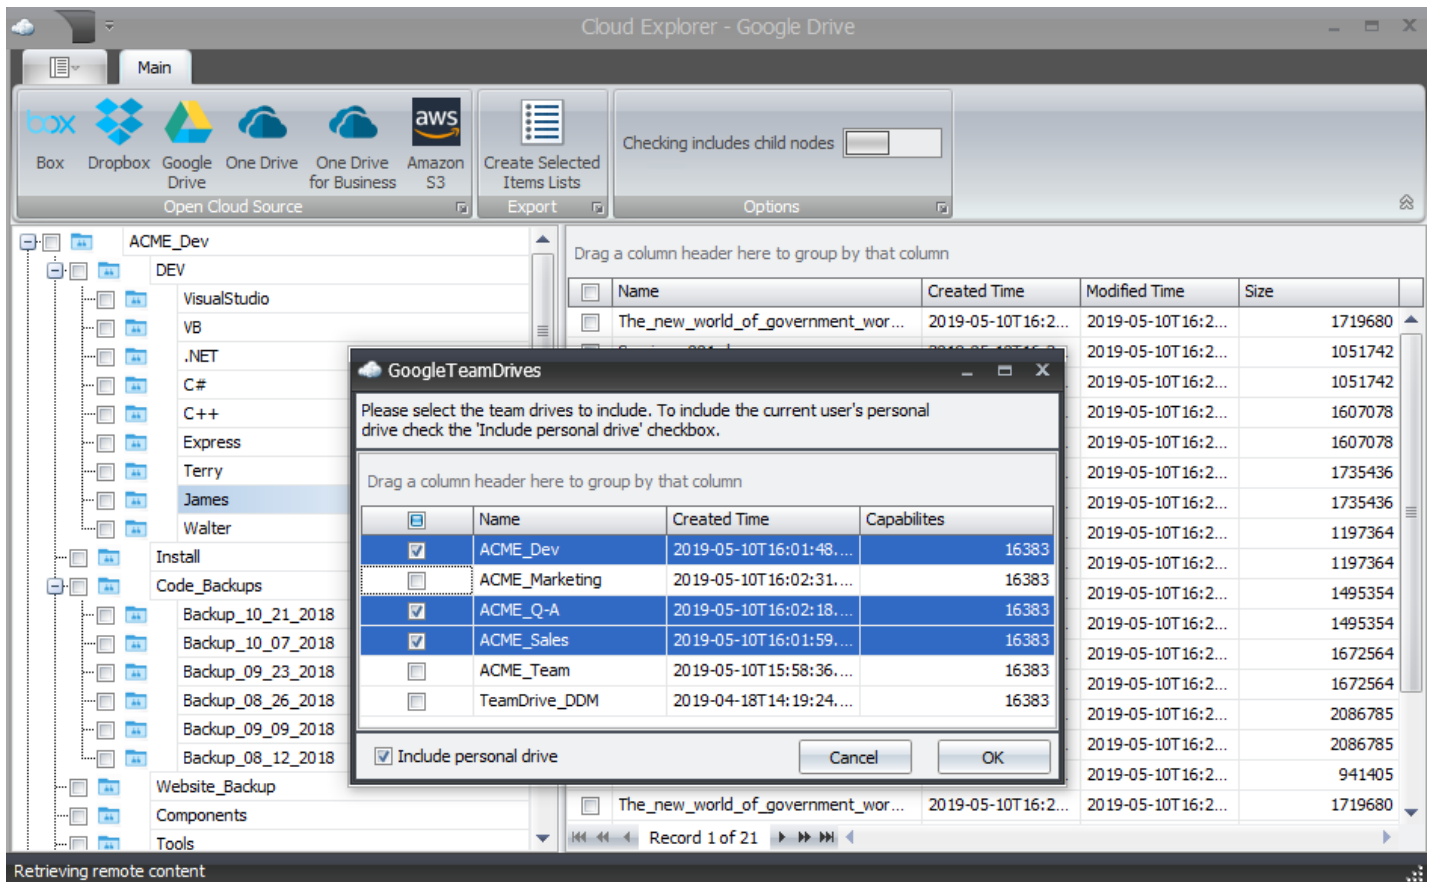 Cloud Explorer - Google Drive
Main
box
aws
Box
Dropbox
Google Drive
One Drive
One Drive for Business
Amazon S3
Create Selected Items Lists
Checking includes child nodes
Open Cloud Source
Export
Options
ACME_Dev
DEV
VisualStudio
VB
.NET
C#
C++
Express
Terry
James
Walter
Install
Code_Backups
Backup_10_21_2018
Backup_10_07_2018
Backup_09_23_2018
Backup_08_26_2018
Backup_09_09_2018
Backup_08_12_2018
Website_Backup
Components
Tools
Drag a column header here to group by that column
Name Created Time Modified Time Size
The_new_world_of_government_wor... 2019-05-10T16:2... 2019-05-10T16:2... 1719680
2019-05-10T16:2... 1051742
2019-05-10T16:2... 1051742
2019-05-10T16:2... 1607078
2019-05-10T16:2... 1607078
2019-05-10T16:2... 1735436
2019-05-10T16:2... 1735436
2019-05-10T16:2... 1197364
2019-05-10T16:2... 1197364
2019-05-10T16:2... 1495354
2019-05-10T16:2... 1495354
2019-05-10T16:2... 1672564
2019-05-10T16:2... 1672564
2019-05-10T16:2... 2086785
2019-05-10T16:2... 2086785
2019-05-10T16:2... 941405
The_new_world_of_government_wor... 2019-05-10T16:2... 2019-05-10T16:2... 1719680
Record 1 of 21
GoogleTeamDrives
Please select the team drives to include. To include the current user's personal
drive check the 'Include personal drive' checkbox.
Drag a column header here to group by that column
Name Created Time Capabilites
ACME_Dev 2019-05-10T16:01:48.... 16383
ACME_Marketing 2019-05-10T16:02:31.... 16383
ACME_Q-A 2019-05-10T16:02:18.... 16383
ACME_Sales 2019-05-10T16:01:59.... 16383
ACME_Team 2019-05-10T15:58:36.... 16383
TeamDrive_DDM 2019-04-18T14:19:24.... 16383
Include personal drive
Cancel
OK
Retrieving remote content